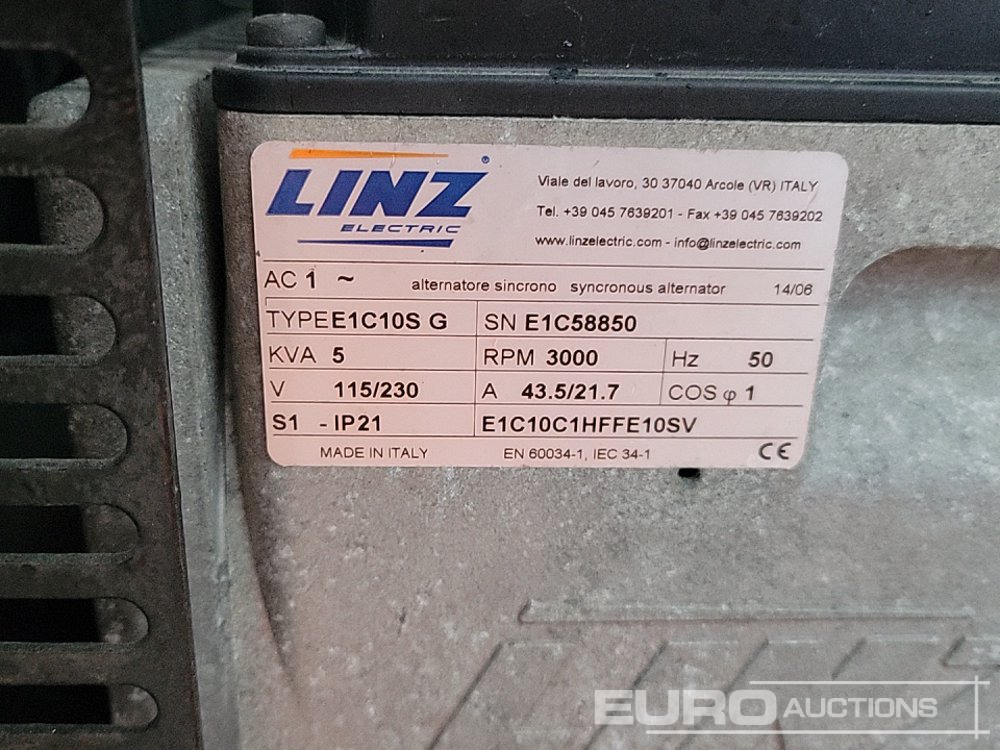 LINZ ®
ELECTRIC
Viale del lavoro, 30 37040 Arcole (VR) ITALY
Tel. +39 045 7639201 - Fax +39 045 7639202
www.linzelectric.com - info@linzelectric.com
AC 1 ~ alternatore sincrono syncronous alternator 14/06
TYPE E1C10S G SN E1C58850
KVA 5 RPM 3000 Hz 50
V 115/230 A 43.5/21.7 COS φ 1
S1 - IP21 E1C10C1HFFE10SV
MADE IN ITALY EN 60034-1, IEC 34-1 CE
EURO AUCTIONS